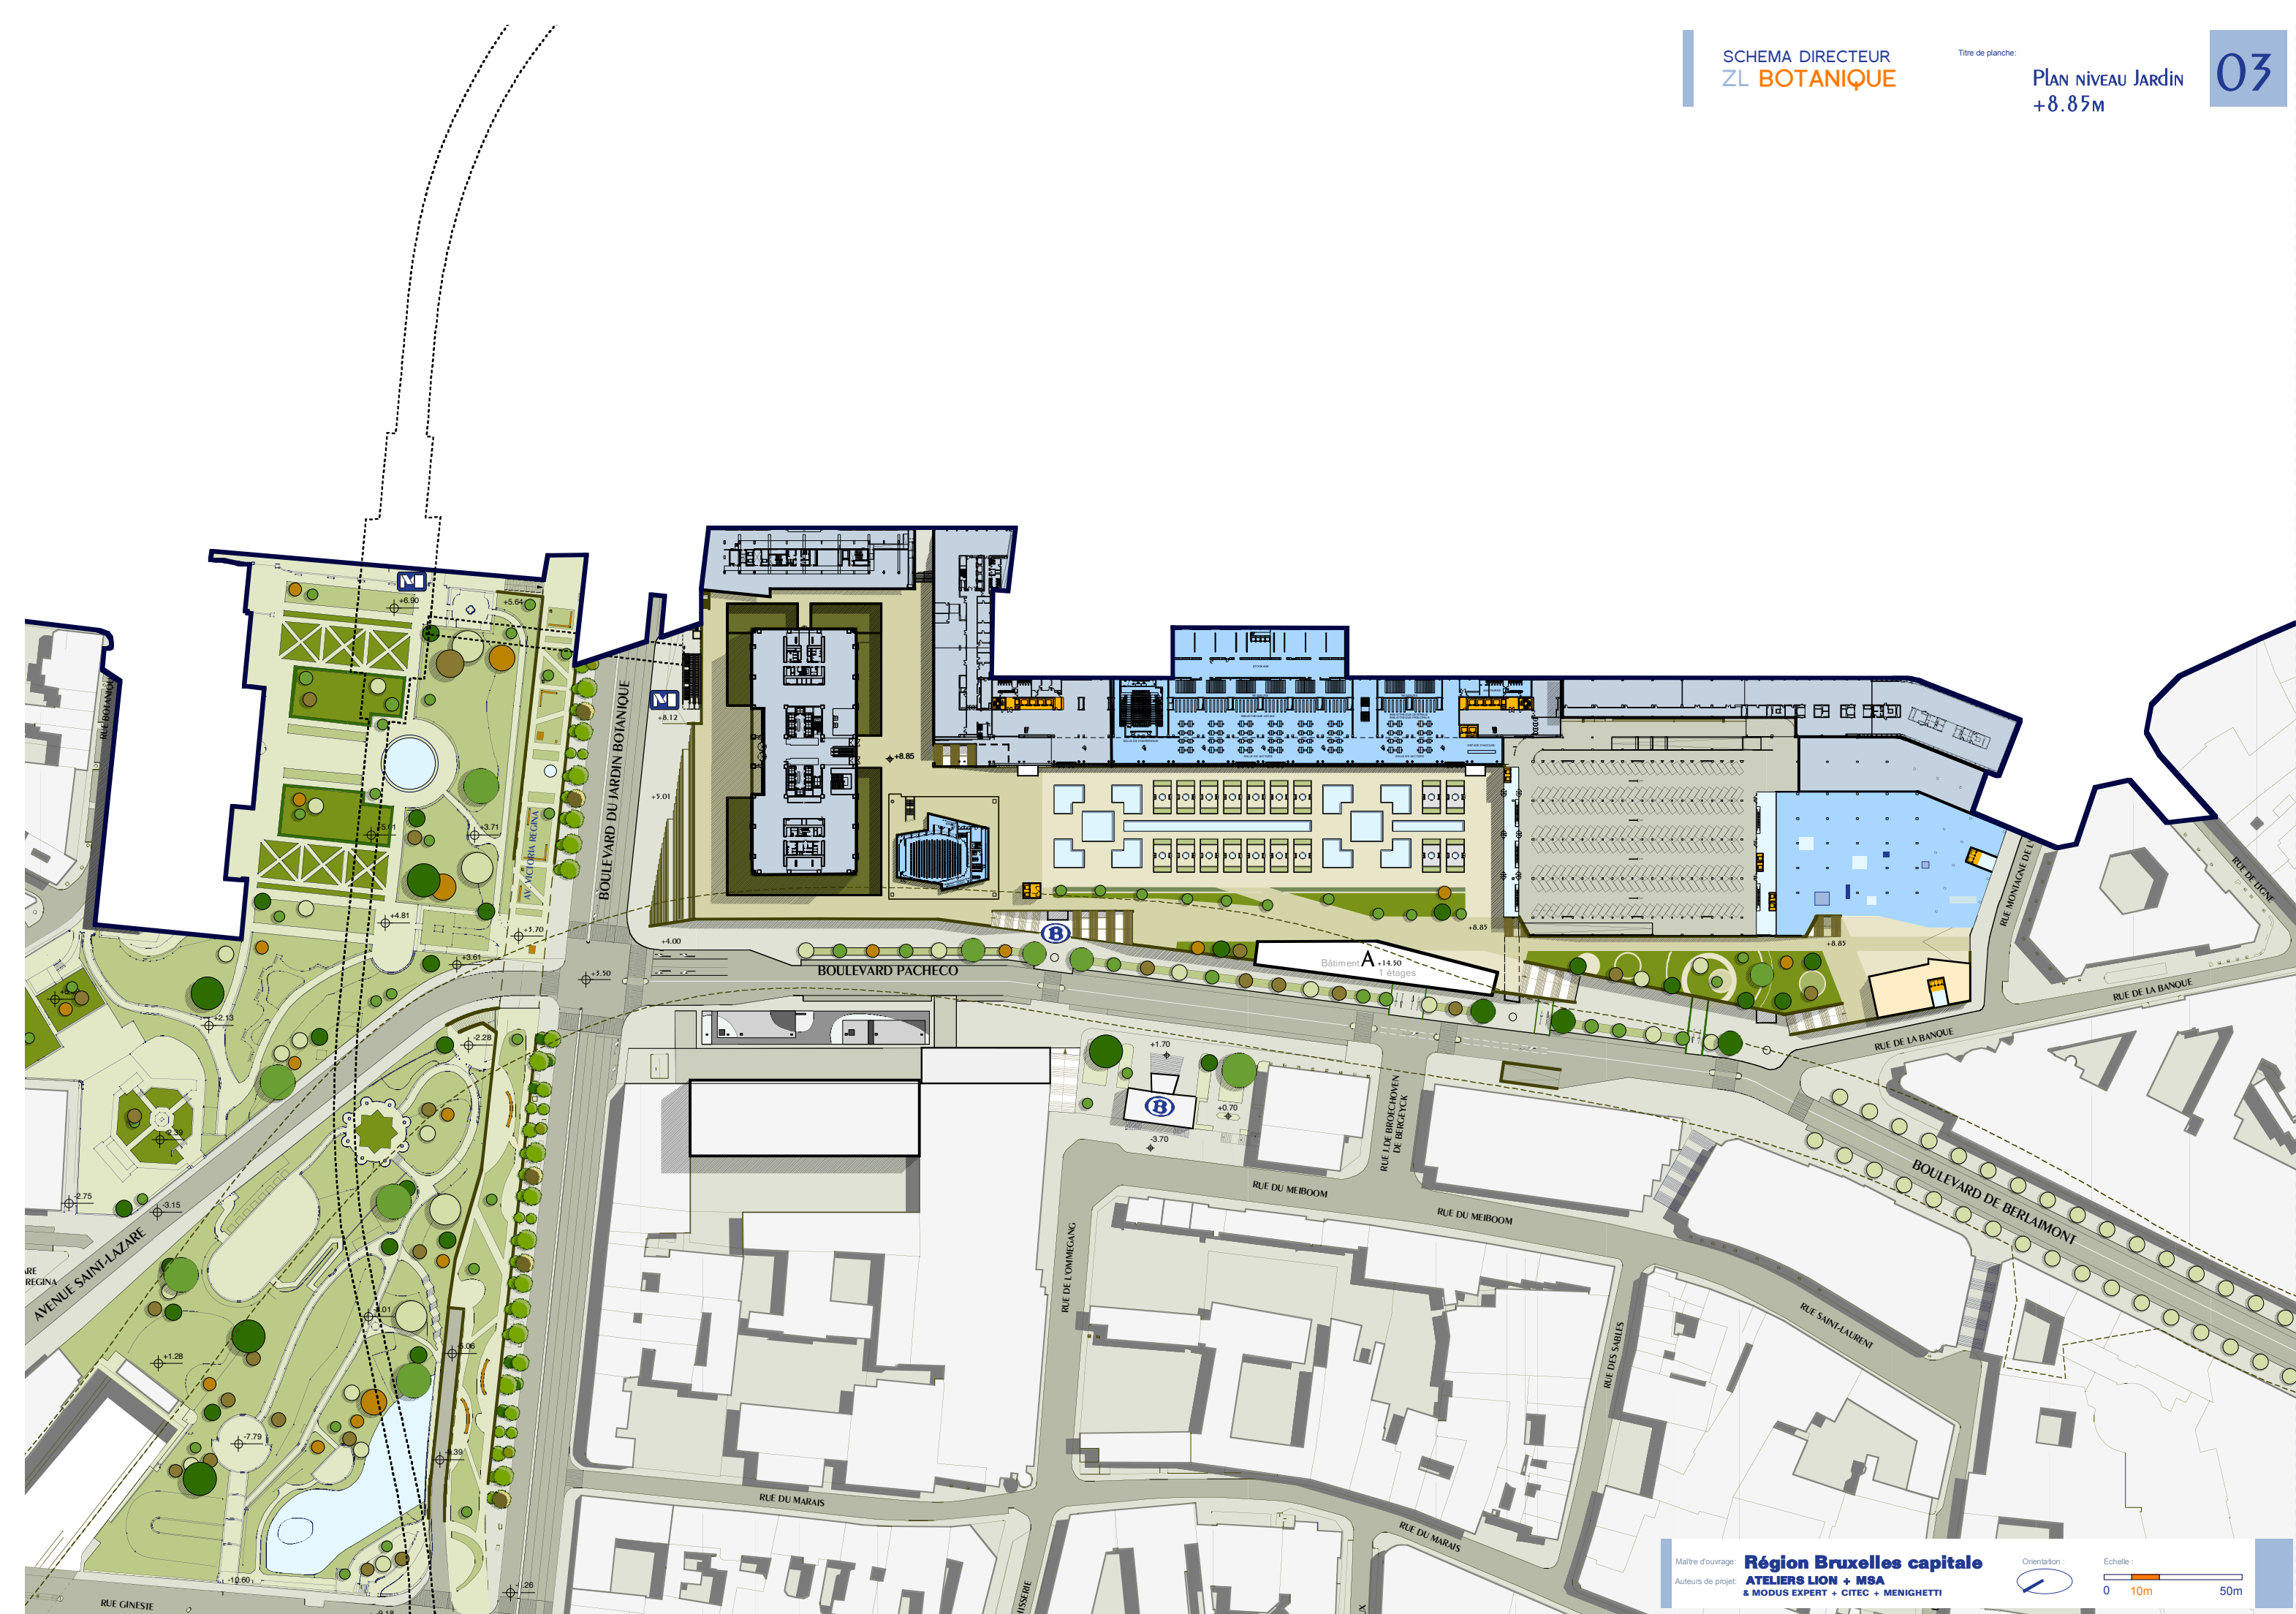 SCHEMA DIRECTEUR
ZL BOTANIQUE
Titre de planche:
Plan niveau Jardin
+8.85m
03
M
+6.90
+5.64
RUE BOTANIQUE
M
+8.12
BOULEVARD DU JARDIN BOTANIQUE
+8.85
+5.01
+3.71
AV. VICTORIA REGINA
+4.81
+3.61
+4.00
+8.85
+8.85
B
BOULEVARD PACHECO
Bâtiment A +14.50
1 étages
+2.13
-2.28
+1.70
B
+0.70
-3.70
-2.39
-2.75
-3.15
AVENUE SAINT-LAZARE
REGINA
+1.28
-7.79
-10.60
RUE GINESTE
RUE MONTAGNE DE L
RUE DE LIGNE
RUE DE LA BANQUE
RUE DE LA BANQUE
RUE J.DE BROECHOVEN
DE BERGEYCK
RUE DU MEIBOOM
RUE DU MEIBOOM
BOULEVARD DE BERLAIMONT
RUE DE L'OMMEGANG
RUE DES SABLES
RUE SAINT-LAURENT
RUE DU MARAIS
RUE DU MARAIS
Maître d'ouvrage: Région Bruxelles capitale
Auteurs de projet: ATELIERS LION + MSA
& MODUS EXPERT + CITEC + MENIGHETTI
Orientation :
Echelle :
0 10m 50m